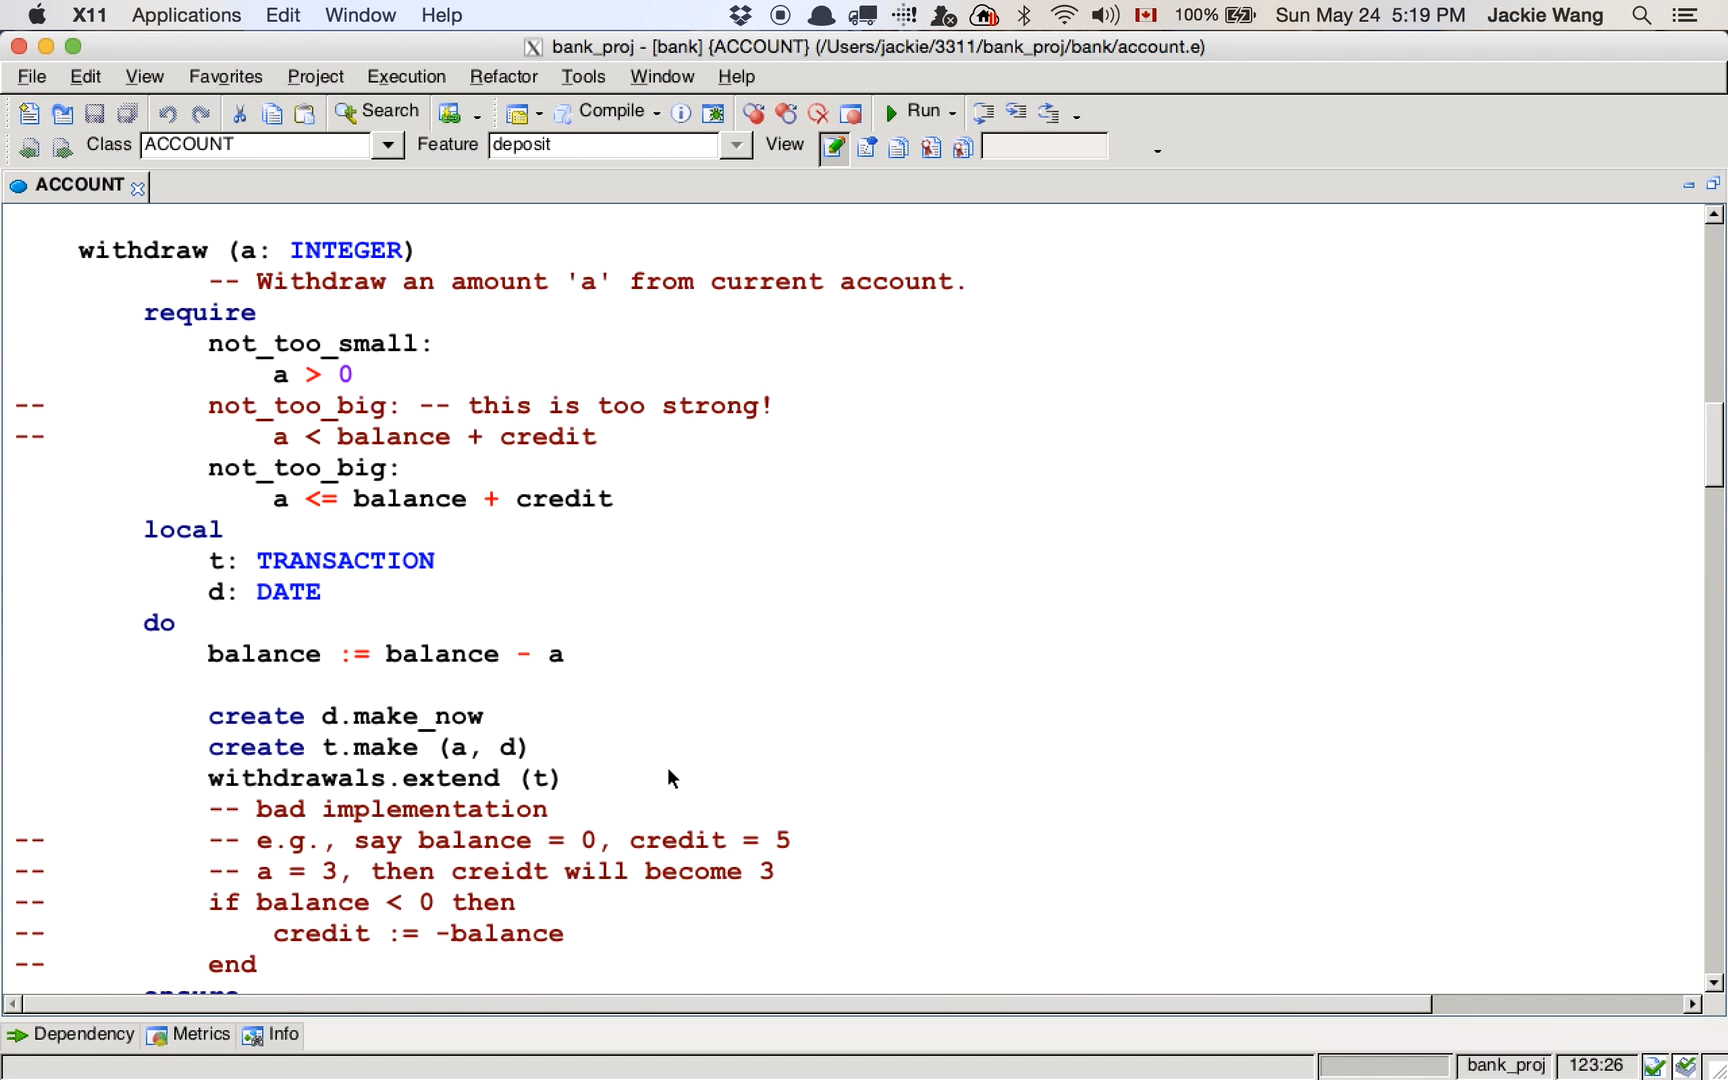 X11 Applications Edit Window Help 100% Sun May 24 5:19 PM Jackie Wang
bank_proj - [bank] {ACCOUNT} (/Users/jackie/3311/bank_proj/bank/account.e)
File Edit View Favorites Project Execution Refactor Tools Window Help
Search Compile Run
Class ACCOUNT Feature deposit View
ACCOUNT
withdraw (a: INTEGER)
-- Withdraw an amount 'a' from current account.
require
not_too_small:
a > 0
-- not_too_big: -- this is too strong!
-- a < balance + credit
not_too_big:
a <= balance + credit
local
t: TRANSACTION
d: DATE
do
balance := balance - a
create d.make_now
create t.make (a, d)
withdrawals.extend (t)
-- bad implementation
-- -- e.g., say balance = 0, credit = 5
-- -- a = 3, then creidt will become 3
-- if balance < 0 then
-- credit := -balance
-- end
ensure
Dependency Metrics Info
bank_proj 123:26